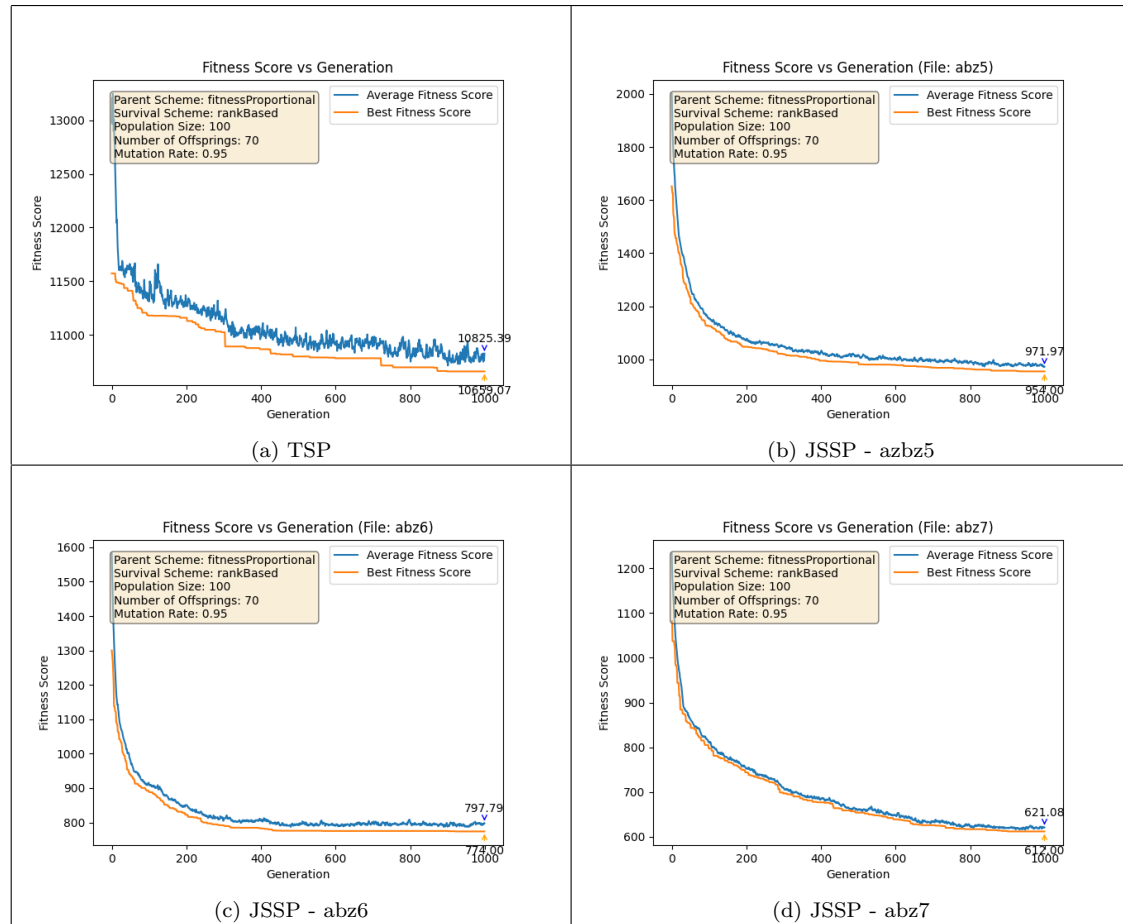 Fitness Score vs Generation
Parent Scheme: fitnessProportional
Survival Scheme: rankBased
Population Size: 100
Number of Offsprings: 70
Mutation Rate: 0.95
Average Fitness Score
Best Fitness Score
13000
12500
12000
11500
11000
Fitness Score
10825.39
10659.07
0
200
400
600
800
1000
Generation
(a) TSP
Fitness Score vs Generation (File: abz5)
Parent Scheme: fitnessProportional
Survival Scheme: rankBased
Population Size: 100
Number of Offsprings: 70
Mutation Rate: 0.95
Average Fitness Score
Best Fitness Score
2000
1800
1600
1400
1200
1000
Fitness Score
971.97
954.00
0
200
400
600
800
1000
Generation
(b) JSSP - azbz5
Fitness Score vs Generation (File: abz6)
Parent Scheme: fitnessProportional
Survival Scheme: rankBased
Population Size: 100
Number of Offsprings: 70
Mutation Rate: 0.95
Average Fitness Score
Best Fitness Score
1600
1500
1400
1300
1200
1100
1000
900
800
Fitness Score
797.79
774.00
0
200
400
600
800
1000
Generation
(c) JSSP - abz6
Fitness Score vs Generation (File: abz7)
Parent Scheme: fitnessProportional
Survival Scheme: rankBased
Population Size: 100
Number of Offsprings: 70
Mutation Rate: 0.95
Average Fitness Score
Best Fitness Score
1200
1100
1000
900
800
700
600
Fitness Score
621.08
612.00
0
200
400
600
800
1000
Generation
(d) JSSP - abz7